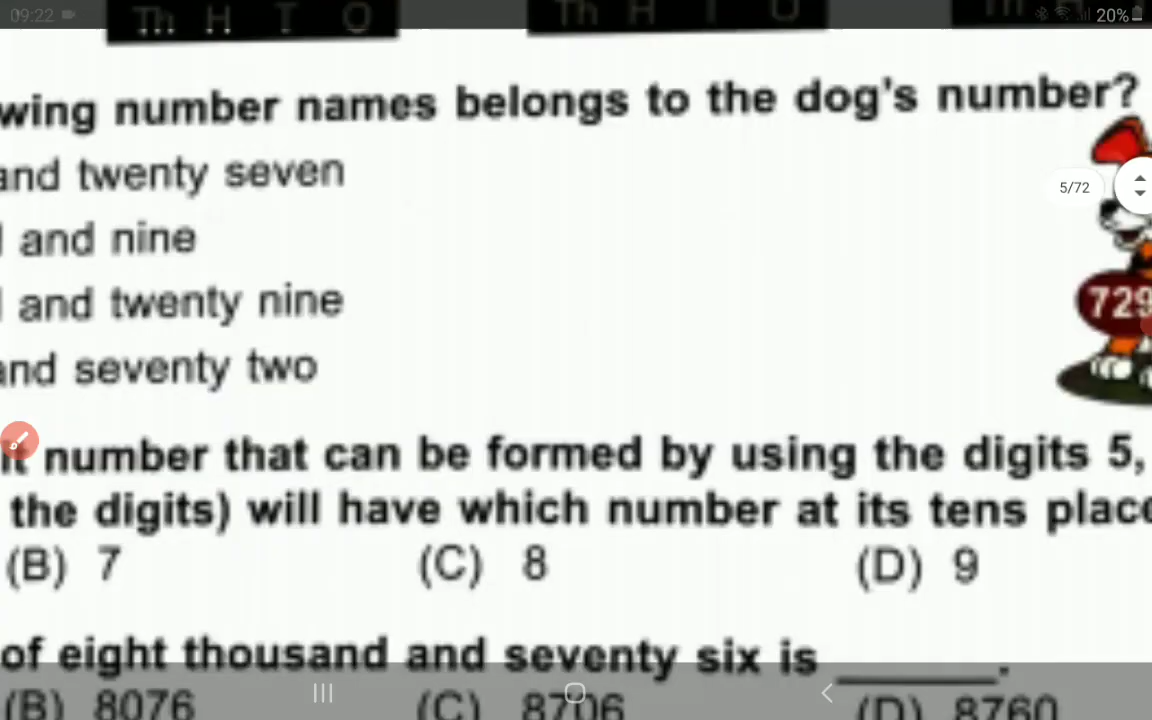 09:22 20%
Th H T O Th H T O Th
wing number names belongs to the dog's number?
and twenty seven
5/72
and nine
and twenty nine
729
and seventy two
it number that can be formed by using the digits 5,
the digits) will have which number at its tens place
(B) 7 (C) 8 (D) 9
of eight thousand and seventy six is ______.
(B) 8076 (C) 8706 (D) 8760